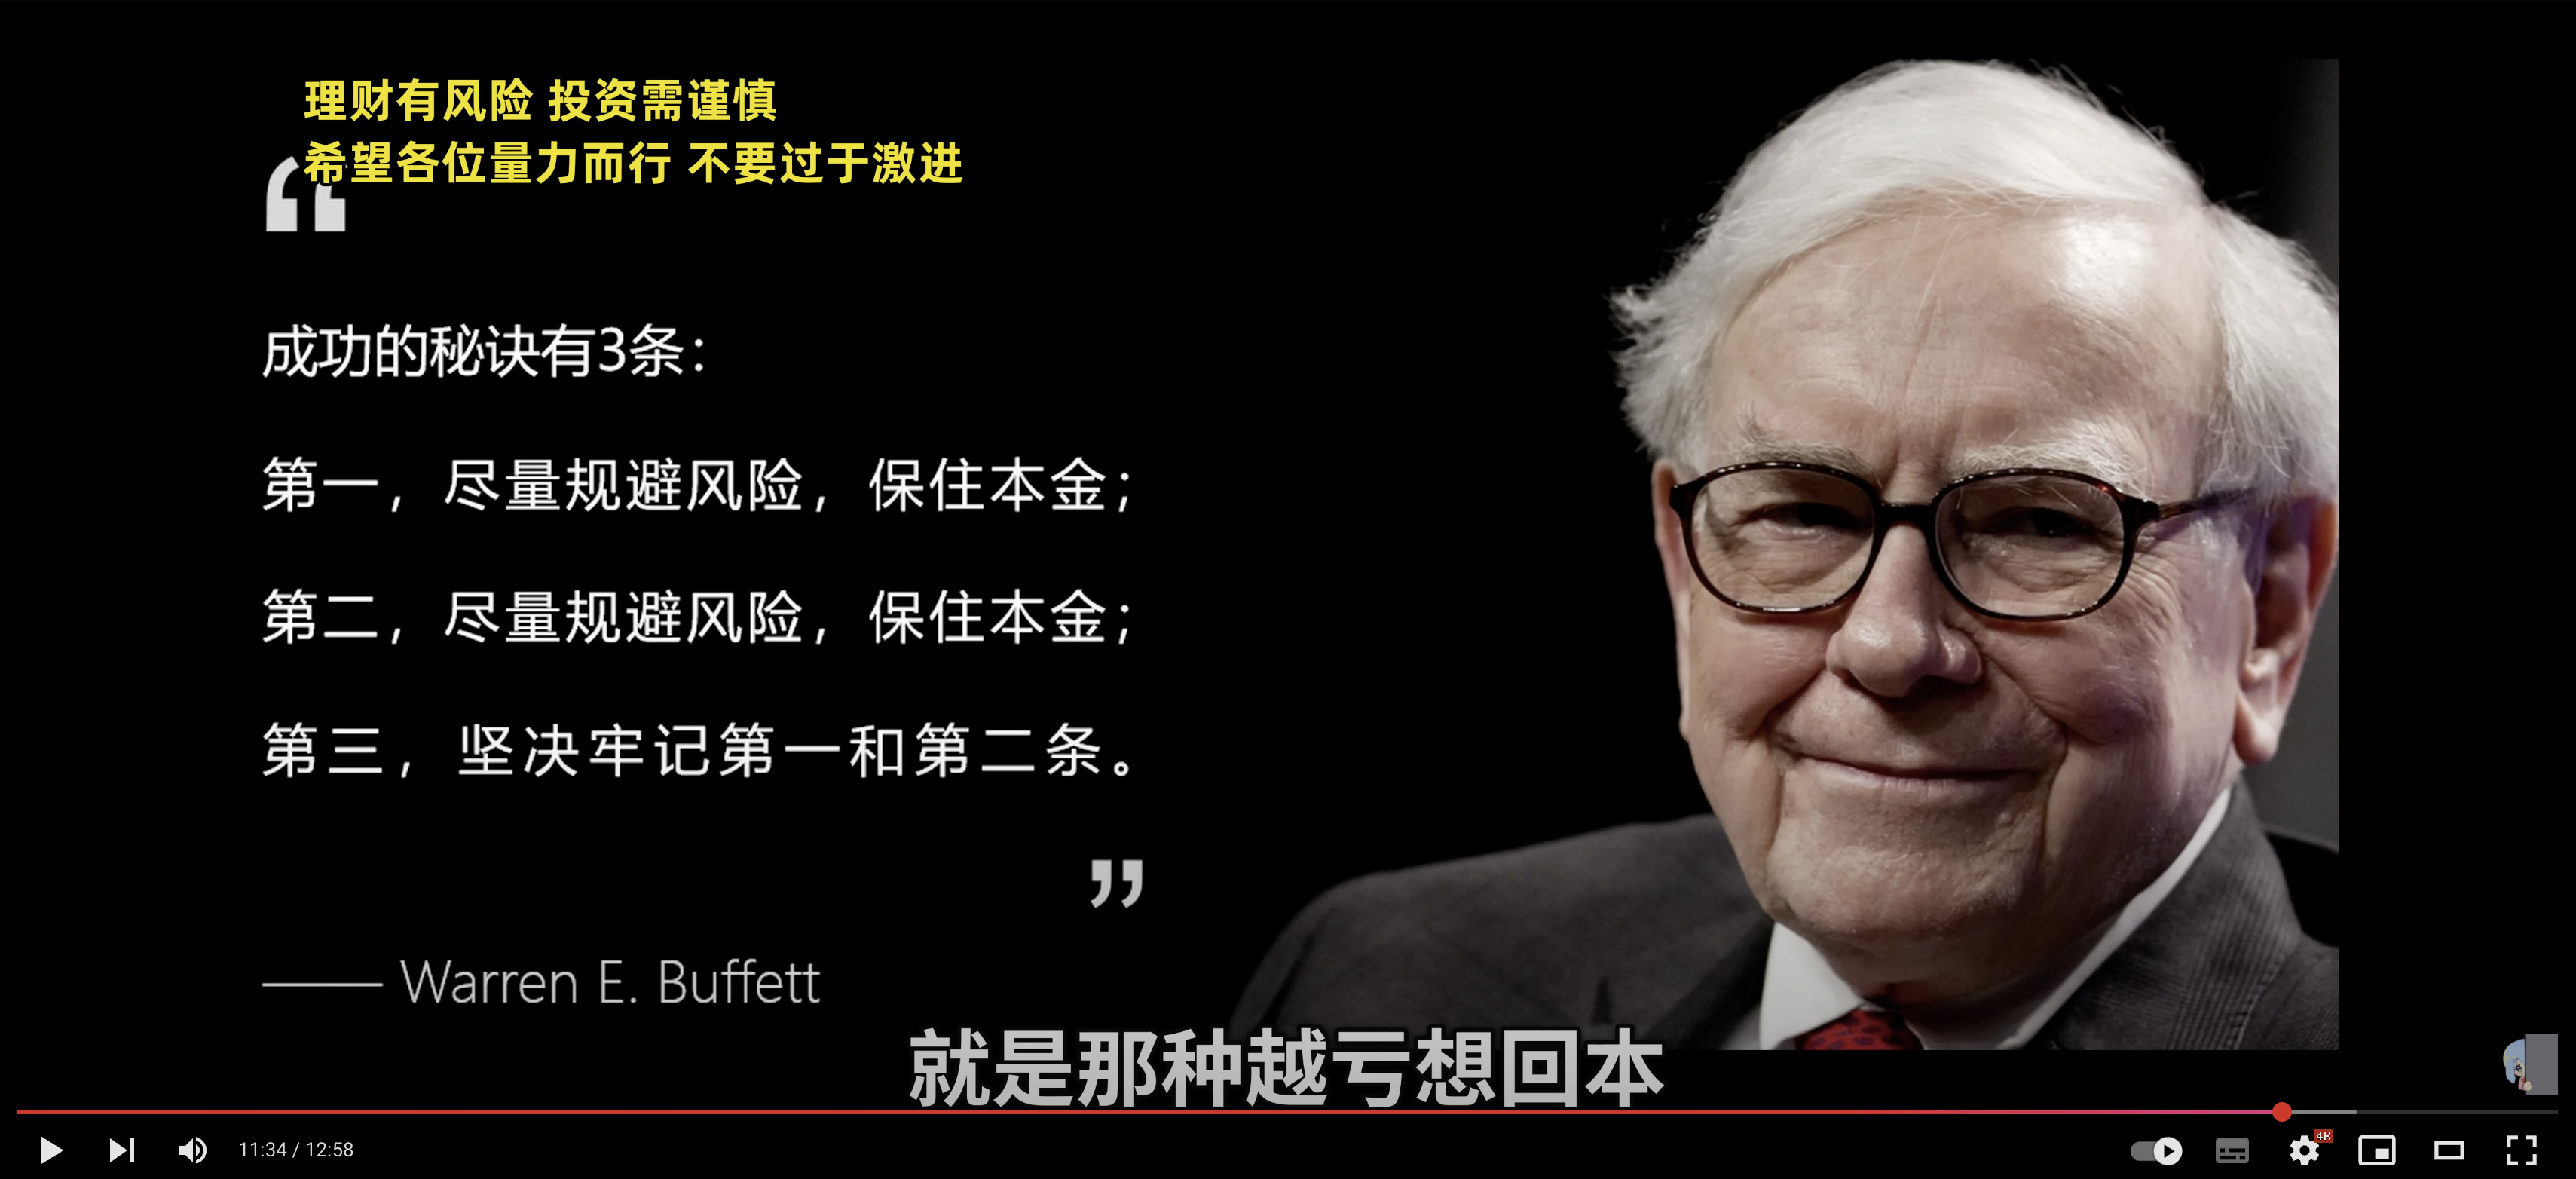 理财有风险 投资需谨慎
希望各位量力而行 不要过于激进
“
成功的秘诀有3条：
第一，尽量规避风险，保住本金；
第二，尽量规避风险，保住本金；
第三，坚决牢记第一和第二条。
”
—— Warren E. Buffett
就是那种越亏想回本
11:34 / 12:58
4K